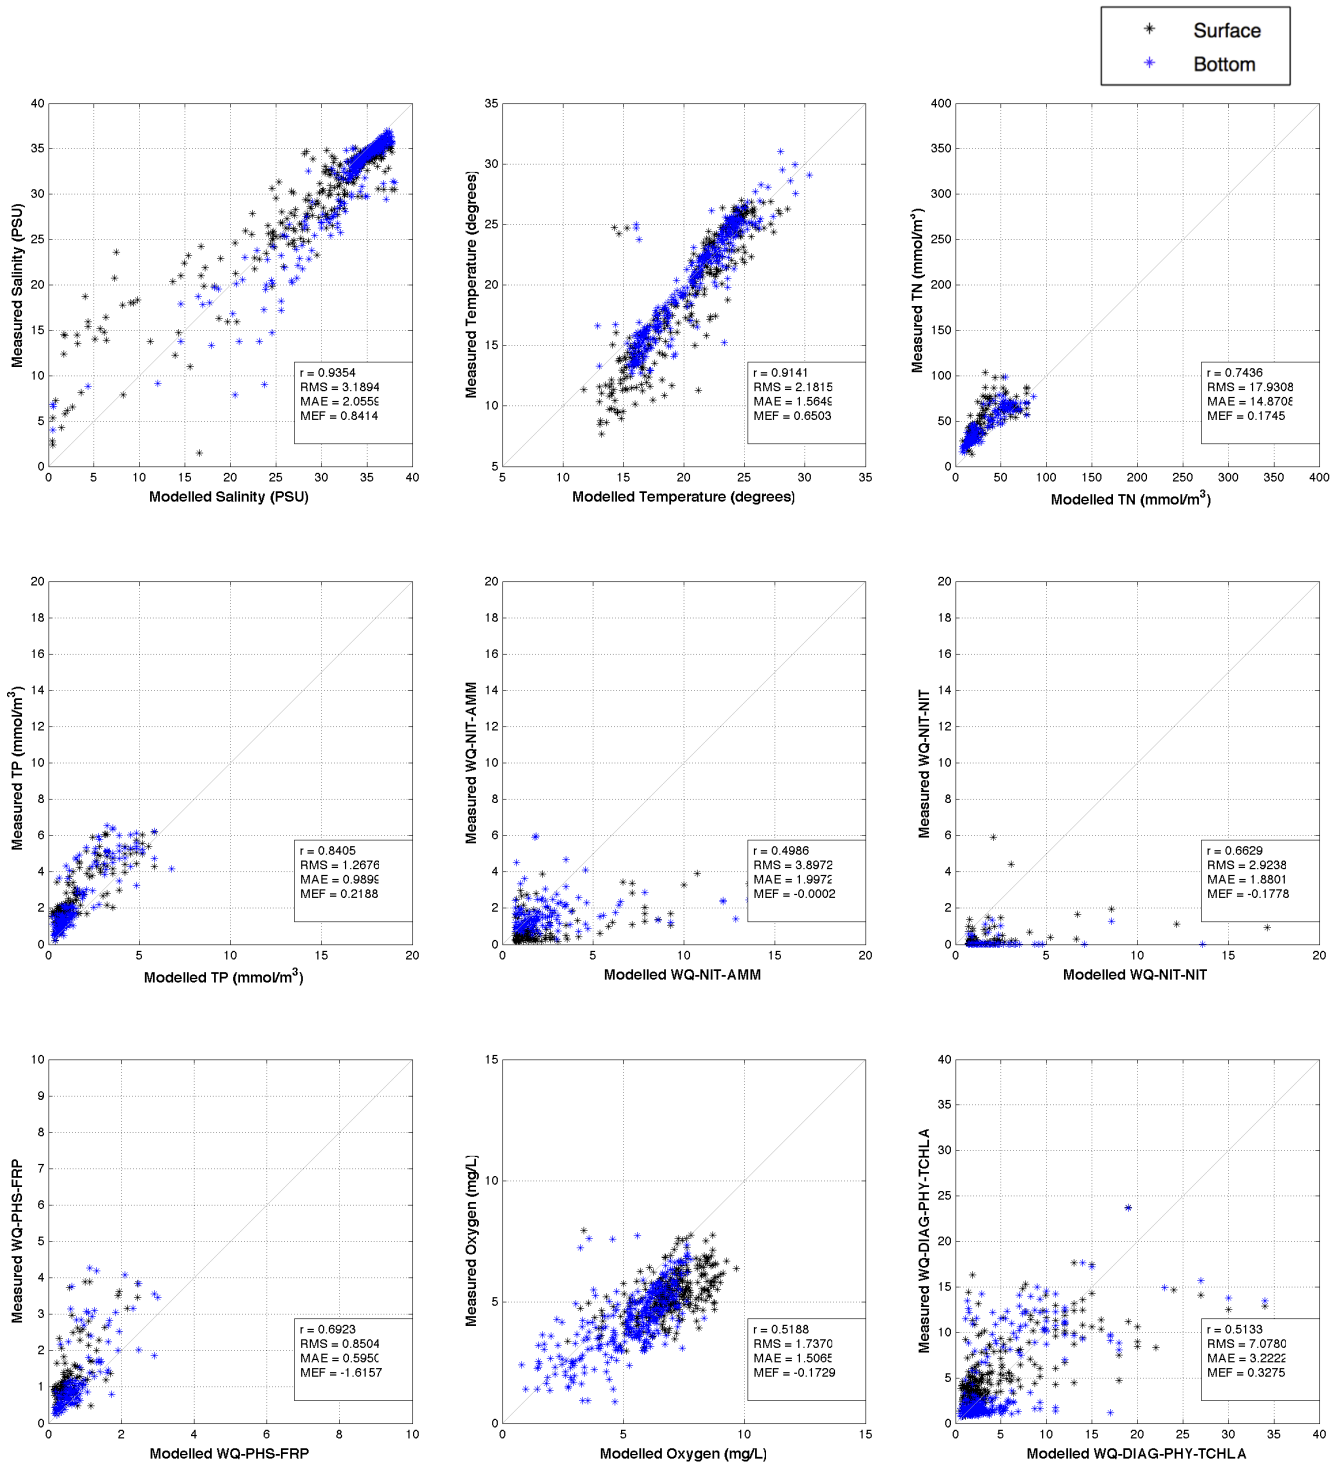 Surface
Bottom
40
35
30
25
20
15
10
5
0
Measured Salinity (PSU)
0 5 10 15 20 25 30 35 40
Modelled Salinity (PSU)
r = 0.9354
RMS = 3.1894
MAE = 2.0559
MEF = 0.8414
35
30
25
20
15
10
5
Measured Temperature (degrees)
5 10 15 20 25 30 35
Modelled Temperature (degrees)
r = 0.9141
RMS = 2.1815
MAE = 1.5649
MEF = 0.6503
400
350
300
250
200
150
100
50
0
Measured TN (mmol/m³)
0 50 100 150 200 250 300 350 400
Modelled TN (mmol/m³)
r = 0.7436
RMS = 17.9308
MAE = 14.8708
MEF = 0.1745
20
18
16
14
12
10
8
6
4
2
0
Measured TP (mmol/m³)
0 5 10 15 20
Modelled TP (mmol/m³)
r = 0.8405
RMS = 1.2676
MAE = 0.9899
MEF = 0.2188
20
18
16
14
12
10
8
6
4
2
0
Measured WQ-NIT-AMM
0 5 10 15 20
Modelled WQ-NIT-AMM
r = 0.4986
RMS = 3.8972
MAE = 1.9972
MEF = -0.0002
20
18
16
14
12
10
8
6
4
2
0
Measured WQ-NIT-NIT
0 5 10 15 20
Modelled WQ-NIT-NIT
r = 0.6629
RMS = 2.9238
MAE = 1.8801
MEF = -0.1778
10
9
8
7
6
5
4
3
2
1
0
Measured WQ-PHS-FRP
0 2 4 6 8 10
Modelled WQ-PHS-FRP
r = 0.6923
RMS = 0.8504
MAE = 0.5950
MEF = -1.6157
15
10
5
0
Measured Oxygen (mg/L)
0 5 10 15
Modelled Oxygen (mg/L)
r = 0.5188
RMS = 1.7370
MAE = 1.5065
MEF = -0.1729
40
35
30
25
20
15
10
5
0
Measured WQ-DIAG-PHY-TCHLA
0 5 10 15 20 25 30 35 40
Modelled WQ-DIAG-PHY-TCHLA
r = 0.5133
RMS = 7.0780
MAE = 3.2222
MEF = 0.3275